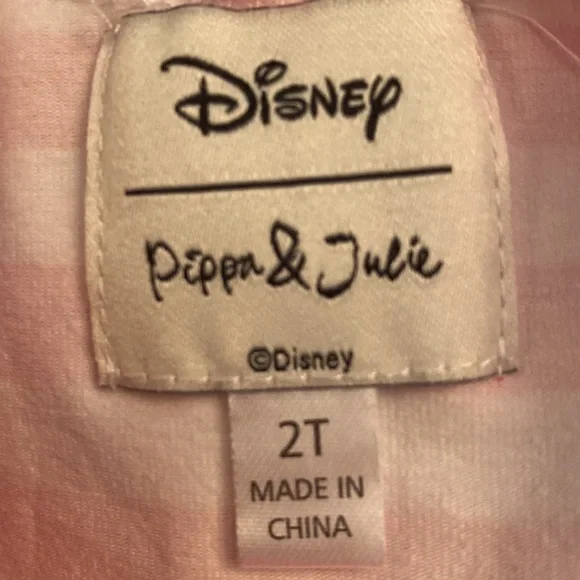 Disney
Pippa & Julie
©Disney
2T
MADE IN
CHINA